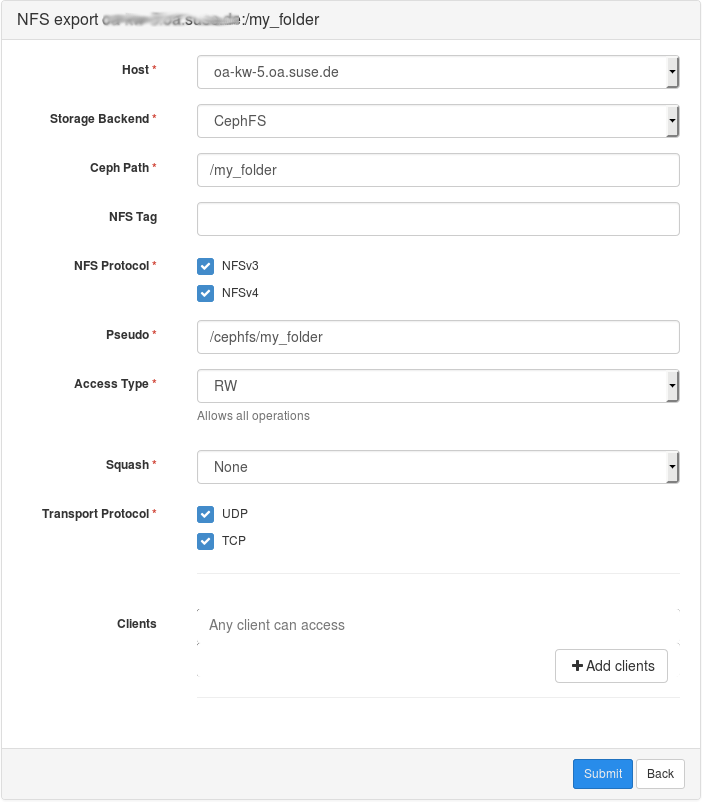 NFS export :/my_folder
Host *
oa-kw-5.oa.suse.de
Storage Backend *
CephFS
Ceph Path *
/my_folder
NFS Tag
NFS Protocol *
NFSv3
NFSv4
Pseudo *
/cephfs/my_folder
Access Type *
RW
Allows all operations
Squash *
None
Transport Protocol *
UDP
TCP
Clients
Any client can access
+ Add clients
Submit
Back